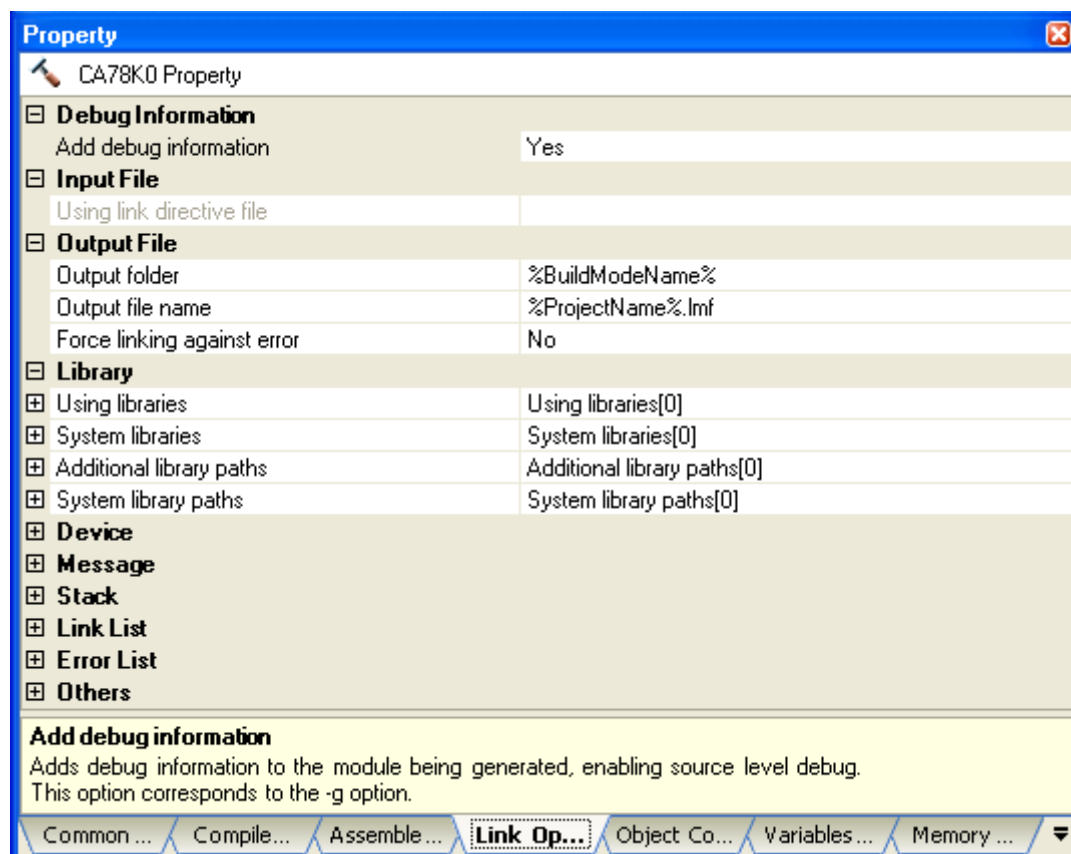 Property
CA78K0 Property
Debug Information
Add debug information Yes
Input File
Using link directive file
Output File
Output folder %BuildModeName%
Output file name %ProjectName%.lmf
Force linking against error No
Library
Using libraries Using libraries[0]
System libraries System libraries[0]
Additional library paths Additional library paths[0]
System library paths System library paths[0]
Device
Message
Stack
Link List
Error List
Others
Add debug information
Adds debug information to the module being generated, enabling source level debug.
This option corresponds to the -g option.
Common ... Compile... Assemble ... Link Op... Object Co... Variables ... Memory ...